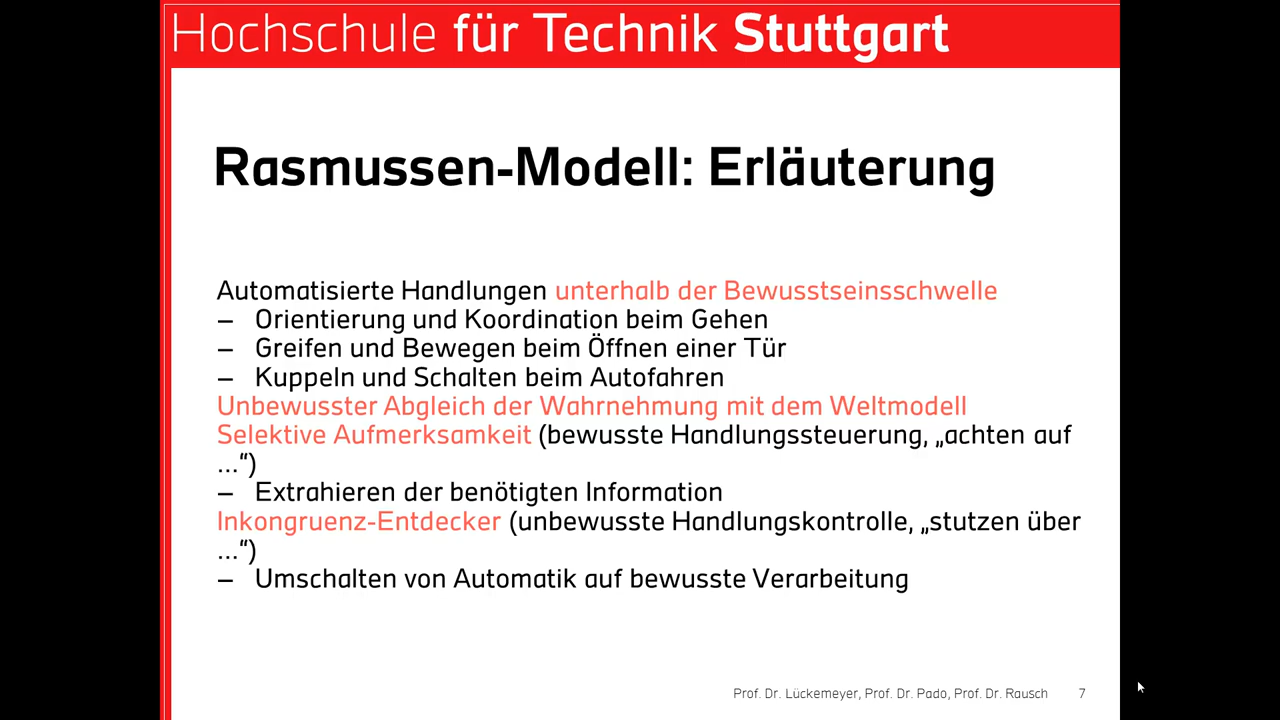 Hochschule für Technik Stuttgart
Rasmussen-Modell: Erläuterung
Automatisierte Handlungen unterhalb der Bewusstseinsschwelle
– Orientierung und Koordination beim Gehen
– Greifen und Bewegen beim Öffnen einer Tür
– Kuppeln und Schalten beim Autofahren
Unbewusster Abgleich der Wahrnehmung mit dem Weltmodell
Selektive Aufmerksamkeit (bewusste Handlungssteuerung, „achten auf
...“)
– Extrahieren der benötigten Information
Inkongruenz-Entdecker (unbewusste Handlungskontrolle, „stutzen über
...“)
– Umschalten von Automatik auf bewusste Verarbeitung
Prof. Dr. Lückemeyer, Prof. Dr. Pado, Prof. Dr. Rausch 7